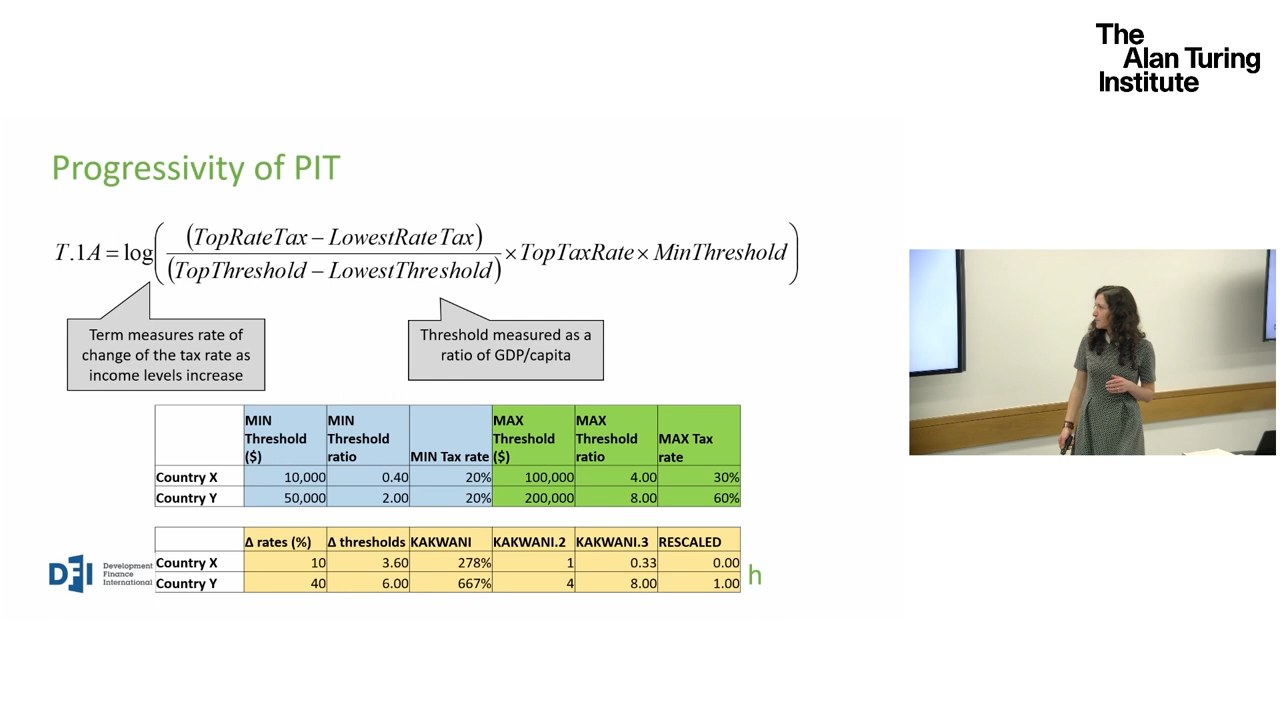 The
Alan Turing
Institute
Progressivity of PIT
T.1A = log( (TopRateTax − LowestRateTax) / (TopThreshold − LowestThreshold) × TopTaxRate × MinThreshold )
Term measures rate of
change of the tax rate as
income levels increase
Threshold measured as a
ratio of GDP/capita
MIN Threshold ($) MIN Threshold ratio MIN Tax rate MAX Threshold ($) MAX Threshold ratio MAX Tax rate
Country X 10,000 0.40 20% 100,000 4.00 30%
Country Y 50,000 2.00 20% 200,000 8.00 60%
Δ rates (%) Δ thresholds KAKWANI KAKWANI.2 KAKWANI.3 RESCALED
Country X 10 3.60 278% 1 0.33 0.00
Country Y 40 6.00 667% 4 8.00 1.00
DFI
Development
Finance
International
h